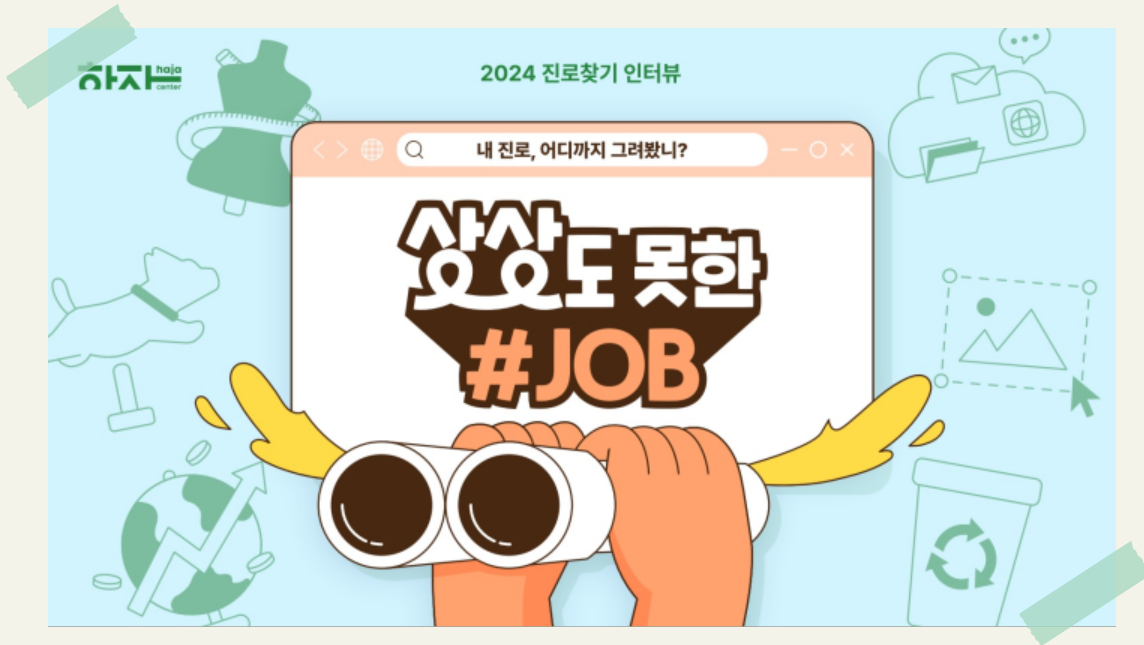 하자 haja
center
2024 진로찾기 인터뷰
내 진로, 어디까지 그려봤니?
상상도 못한
#JOB